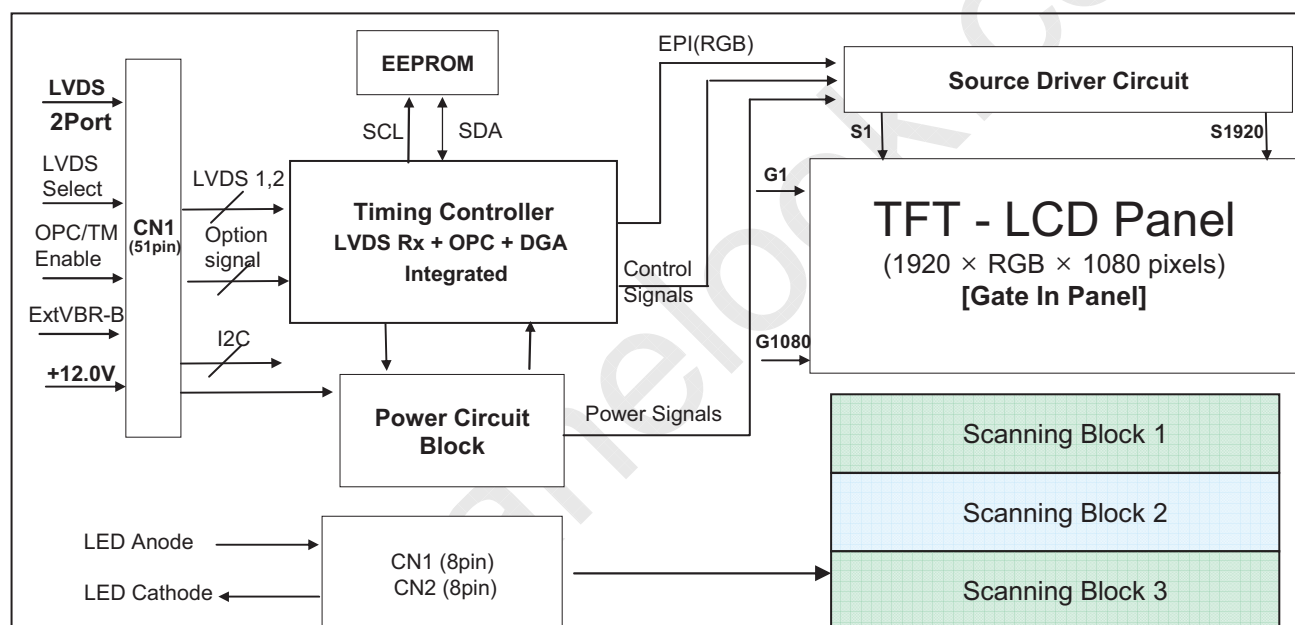 EEPROM
SCL
SDA
EPI(RGB)
Source Driver Circuit
S1
S1920
LVDS
2Port
LVDS
Select
OPC/TM
Enable
ExtVBR-B
+12.0V
CN1
(51pin)
LVDS 1,2
Option
signal
I2C
Timing Controller
LVDS Rx + OPC + DGA
Integrated
Control
Signals
Power Circuit
Block
Power Signals
G1
G1080
TFT - LCD Panel
(1920 × RGB × 1080 pixels)
[Gate In Panel]
Scanning Block 1
Scanning Block 2
Scanning Block 3
LED Anode
LED Cathode
CN1 (8pin)
CN2 (8pin)